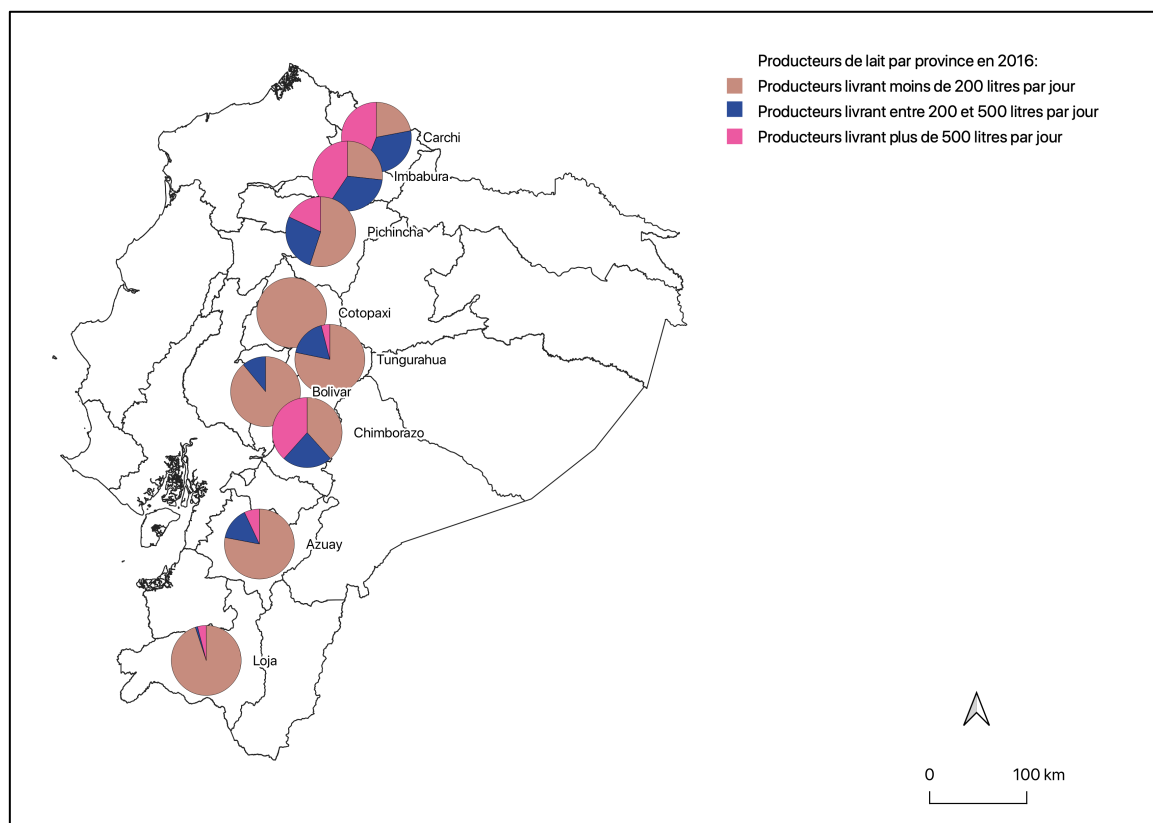 Producteurs de lait par province en 2016:
Producteurs livrant moins de 200 litres par jour
Producteurs livrant entre 200 et 500 litres par jour
Producteurs livrant plus de 500 litres par jour
Carchi
Imbabura
Pichincha
Cotopaxi
Tungurahua
Bolivar
Chimborazo
Azuay
Loja
0 100 km